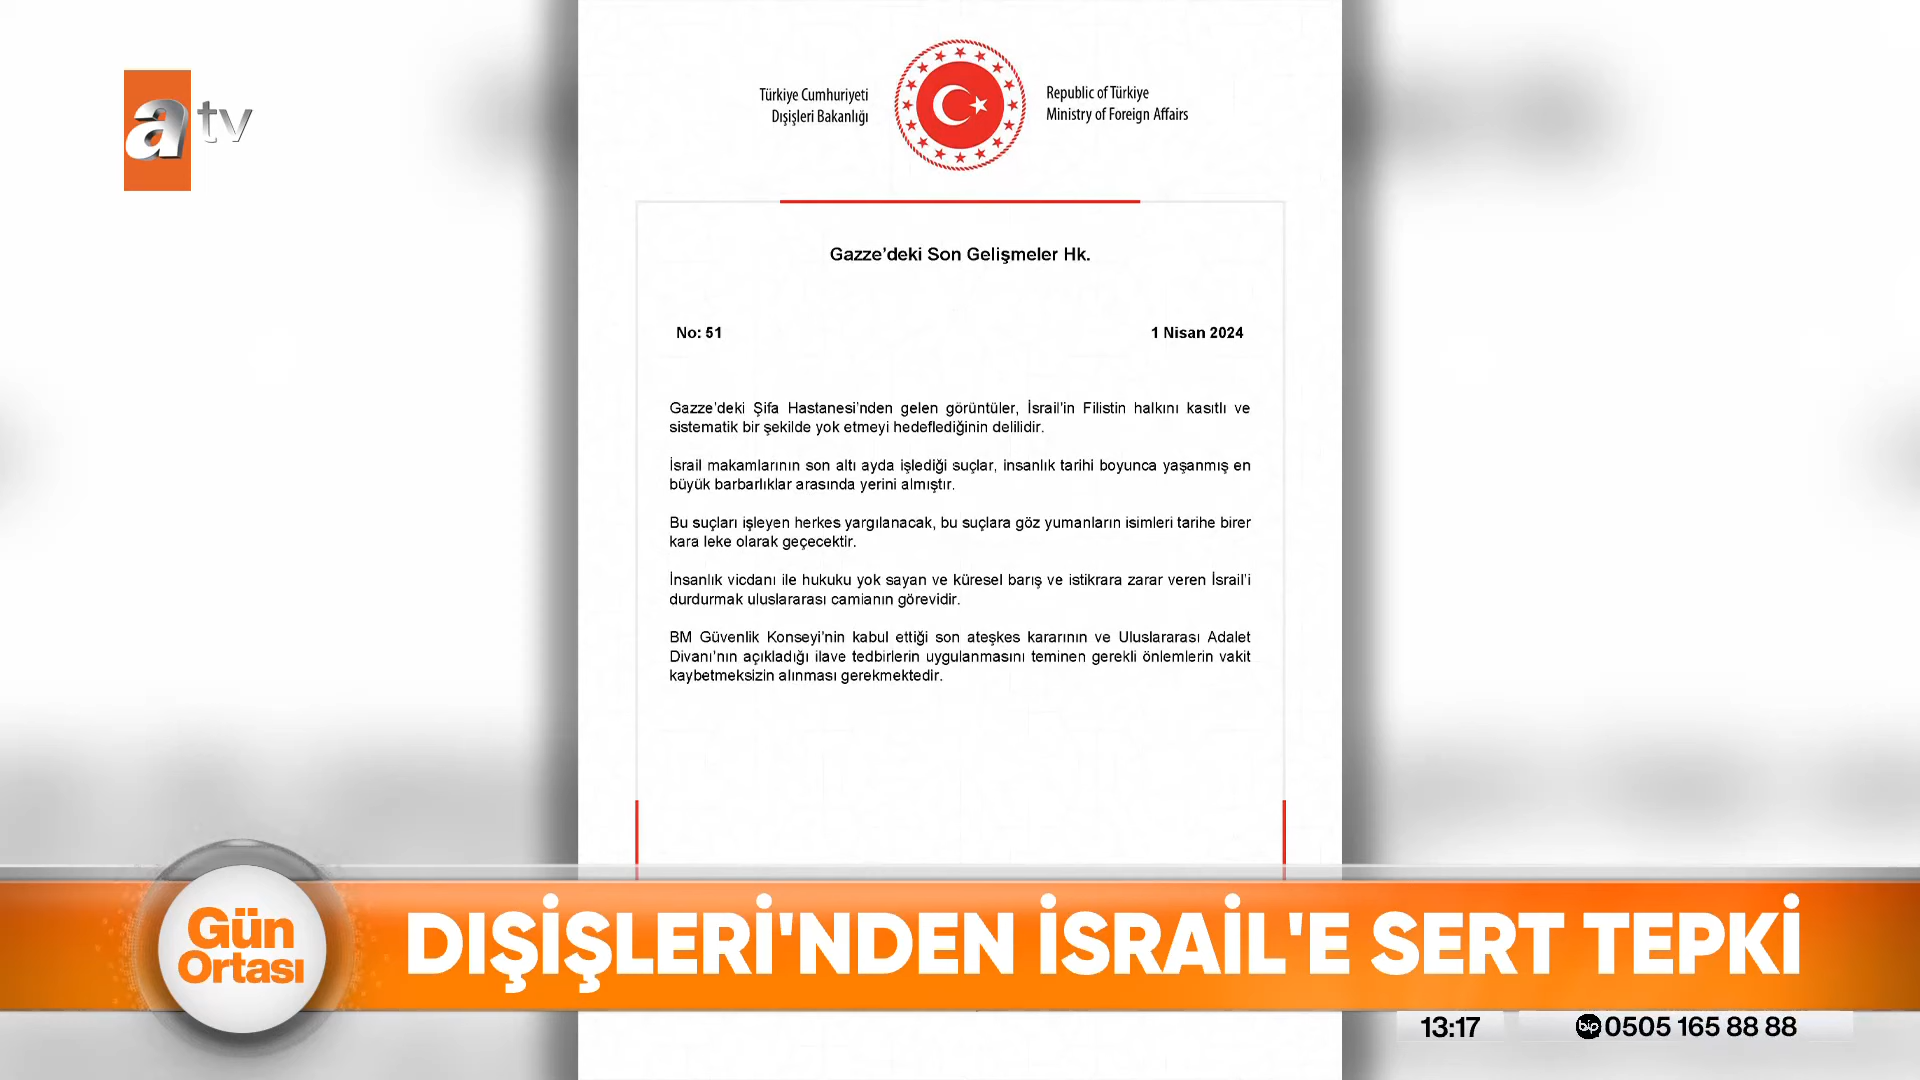 a tv
Türkiye Cumhuriyeti
Dışişleri Bakanlığı
Republic of Türkiye
Ministry of Foreign Affairs
Gazze’deki Son Gelişmeler Hk.
No: 51
1 Nisan 2024
Gazze’deki Şifa Hastanesi’nden gelen görüntüler, İsrail’in Filistin halkını kasıtlı ve
sistematik bir şekilde yok etmeyi hedeflediğinin delilidir.
İsrail makamlarının son altı ayda işlediği suçlar, insanlık tarihi boyunca yaşanmış en
büyük barbarlıklar arasında yerini almıştır.
Bu suçları işleyen herkes yargılanacak, bu suçlara göz yumanların isimleri tarihe birer
kara leke olarak geçecektir.
İnsanlık vicdanı ile hukuku yok sayan ve küresel barış ve istikrara zarar veren İsrail’i
durdurmak uluslararası camianın görevidir.
BM Güvenlik Konseyi’nin kabul ettiği son ateşkes kararının ve Uluslararası Adalet
Divanı’nın açıkladığı ilave tedbirlerin uygulanmasını teminen gerekli önlemlerin vakit
kaybetmeksizin alınması gerekmektedir.
Gün
Ortası
DIŞİŞLERİ'NDEN İSRAİL'E SERT TEPKİ
13:17
bip 0505 165 88 88